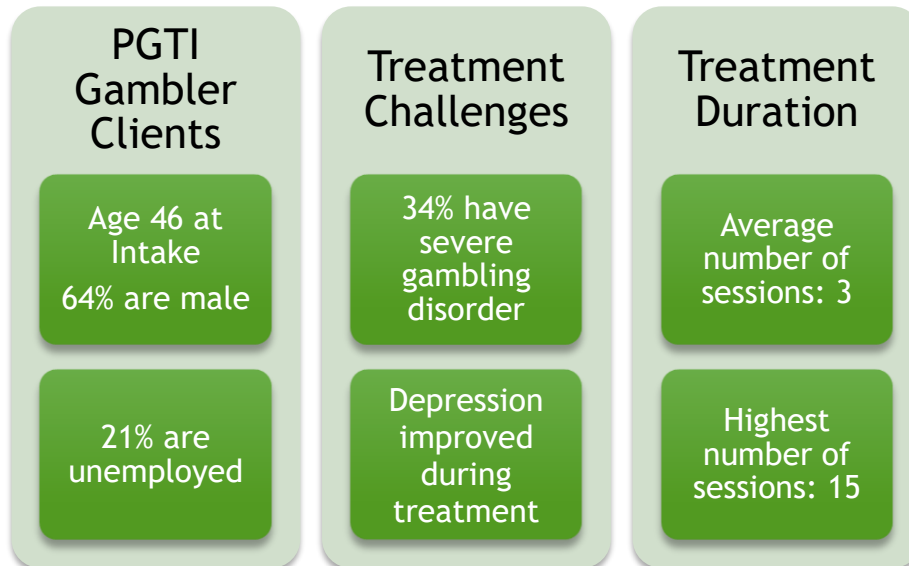 PGTI
Gambler
Clients
Age 46 at
Intake
64% are male
21% are
unemployed
Treatment
Challenges
34% have
severe
gambling
disorder
Depression
improved
during
treatment
Treatment
Duration
Average
number of
sessions: 3
Highest
number of
sessions: 15